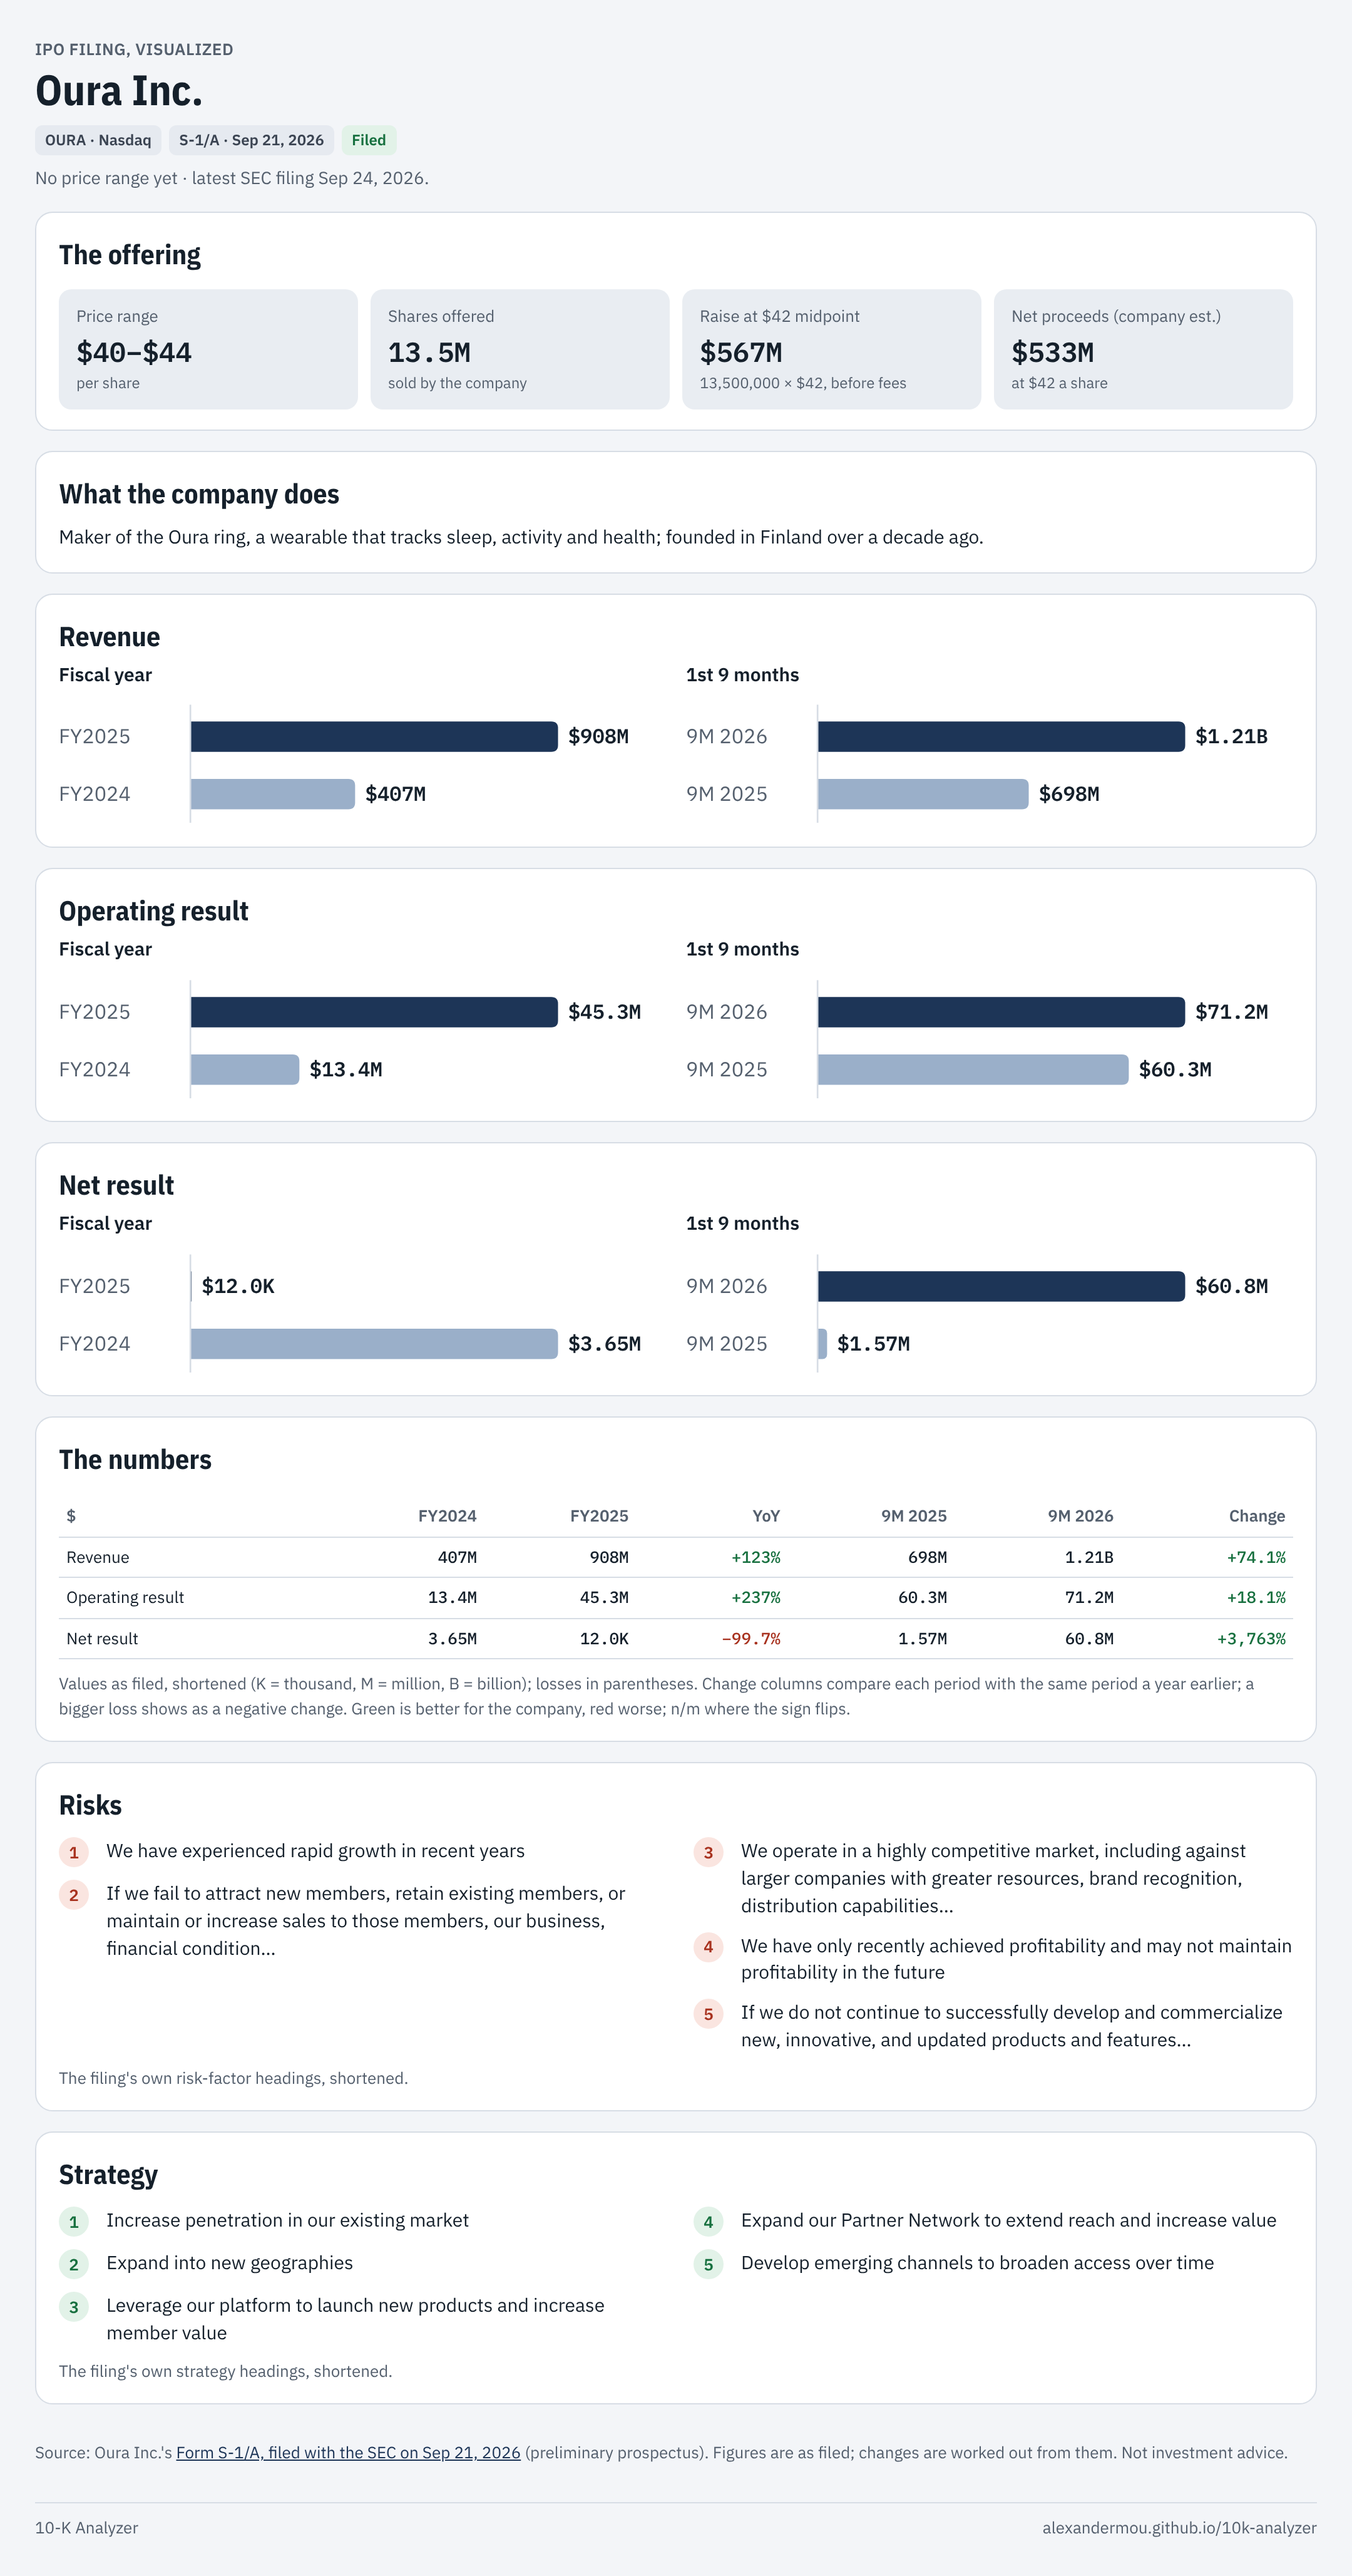 IPO FILING, VISUALIZED
Oura Inc.
OURA · Nasdaq
S-1/A · Sep 21, 2026
Filed
No price range yet · latest SEC filing Sep 24, 2026.
The offering
Price range
$40–$44
per share
Shares offered
13.5M
sold by the company
Raise at $42 midpoint
$567M
13,500,000 × $42, before fees
Net proceeds (company est.)
$533M
at $42 a share
What the company does
Maker of the Oura ring, a wearable that tracks sleep, activity and health; founded in Finland over a decade ago.
Revenue
Fiscal year
FY2025 $908M
FY2024 $407M
1st 9 months
9M 2026 $1.21B
9M 2025 $698M
Operating result
Fiscal year
FY2025 $45.3M
FY2024 $13.4M
1st 9 months
9M 2026 $71.2M
9M 2025 $60.3M
Net result
Fiscal year
FY2025 $12.0K
FY2024 $3.65M
1st 9 months
9M 2026 $60.8M
9M 2025 $1.57M
The numbers
$ FY2024 FY2025 YoY 9M 2025 9M 2026 Change
Revenue 407M 908M +123% 698M 1.21B +74.1%
Operating result 13.4M 45.3M +237% 60.3M 71.2M +18.1%
Net result 3.65M 12.0K −99.7% 1.57M 60.8M +3,763%
Values as filed, shortened (K = thousand, M = million, B = billion); losses in parentheses. Change columns compare each period with the same period a year earlier; a
bigger loss shows as a negative change. Green is better for the company, red worse; n/m where the sign flips.
Risks
1 We have experienced rapid growth in recent years
2 If we fail to attract new members, retain existing members, or
maintain or increase sales to those members, our business,
financial condition…
3 We operate in a highly competitive market, including against
larger companies with greater resources, brand recognition,
distribution capabilities…
4 We have only recently achieved profitability and may not maintain
profitability in the future
5 If we do not continue to successfully develop and commercialize
new, innovative, and updated products and features…
The filing's own risk-factor headings, shortened.
Strategy
1 Increase penetration in our existing market
2 Expand into new geographies
3 Leverage our platform to launch new products and increase
member value
4 Expand our Partner Network to extend reach and increase value
5 Develop emerging channels to broaden access over time
The filing's own strategy headings, shortened.
Source: Oura Inc.'s Form S-1/A, filed with the SEC on Sep 21, 2026 (preliminary prospectus). Figures are as filed; changes are worked out from them. Not investment advice.
10-K Analyzer
alexandermou.github.io/10k-analyzer